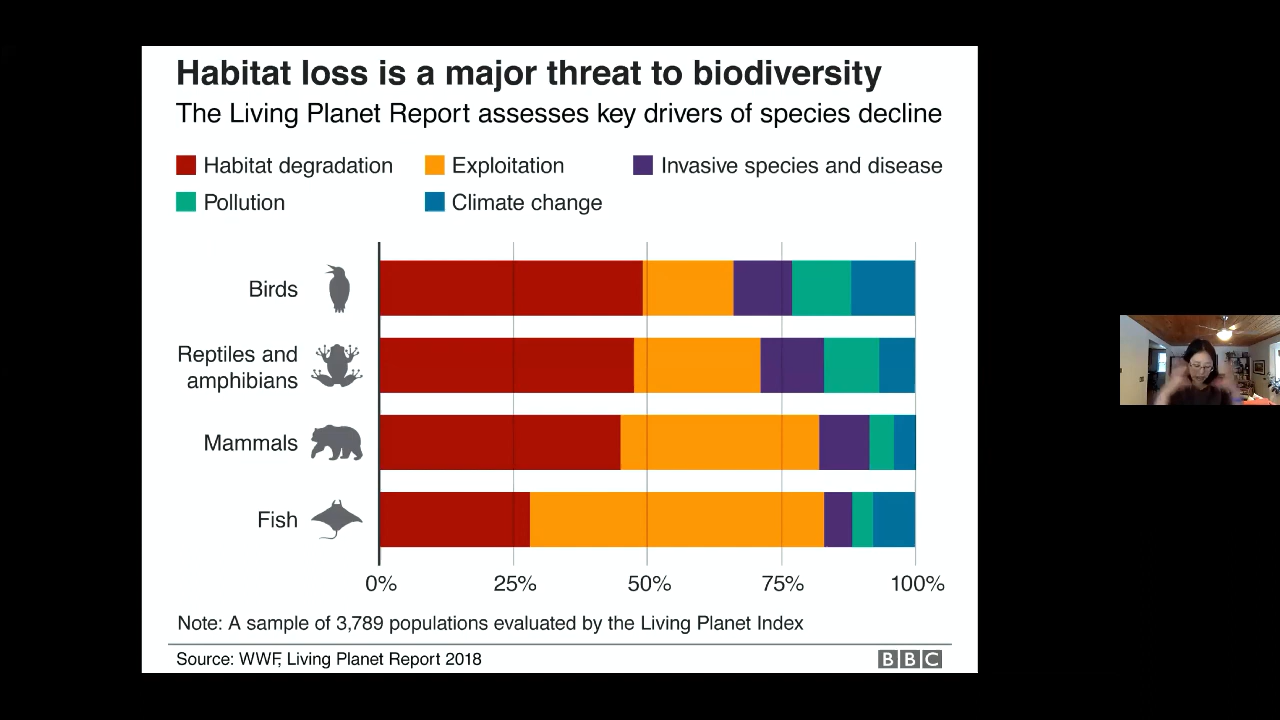 Habitat loss is a major threat to biodiversity
The Living Planet Report assesses key drivers of species decline
Habitat degradation
Exploitation
Invasive species and disease
Pollution
Climate change
Birds
Reptiles and
amphibians
Mammals
Fish
0% 25% 50% 75% 100%
Note: A sample of 3,789 populations evaluated by the Living Planet Index
Source: WWF, Living Planet Report 2018
BBC